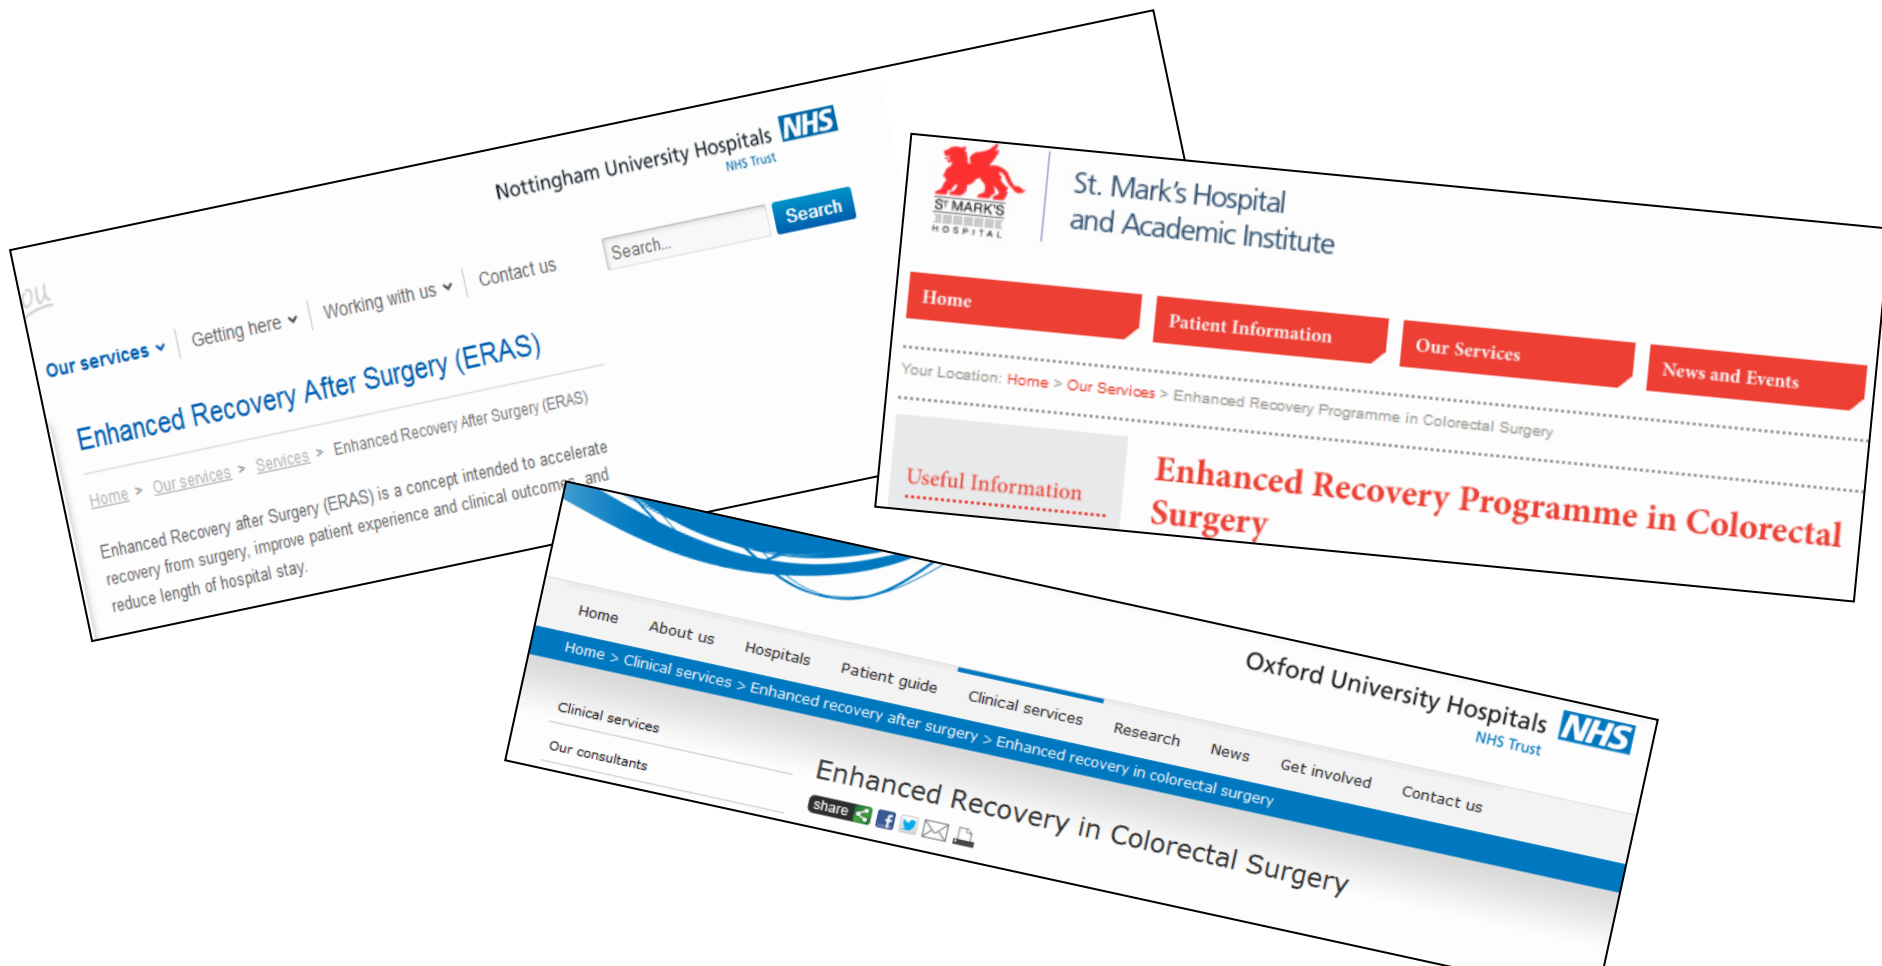 Nottingham University Hospitals NHS
NHS Trust
Search... Search
Our services Getting here Working with us Contact us
Enhanced Recovery After Surgery (ERAS)
Home > Our services > Services > Enhanced Recovery After Surgery (ERAS)
Enhanced Recovery after Surgery (ERAS) is a concept intended to accelerate
recovery from surgery, improve patient experience and clinical outcomes, and
reduce length of hospital stay.
ST MARK'S
HOSPITAL
St. Mark's Hospital
and Academic Institute
Home Patient Information Our Services News and Events
Your Location: Home > Our Services > Enhanced Recovery Programme in Colorectal Surgery
Useful Information
Enhanced Recovery Programme in Colorectal
Surgery
Oxford University Hospitals NHS
NHS Trust
Home About us Hospitals Patient guide Clinical services Research News Get involved Contact us
Home > Clinical services > Enhanced recovery after surgery > Enhanced recovery in colorectal surgery
Clinical services
Our consultants
Enhanced Recovery in Colorectal Surgery
share